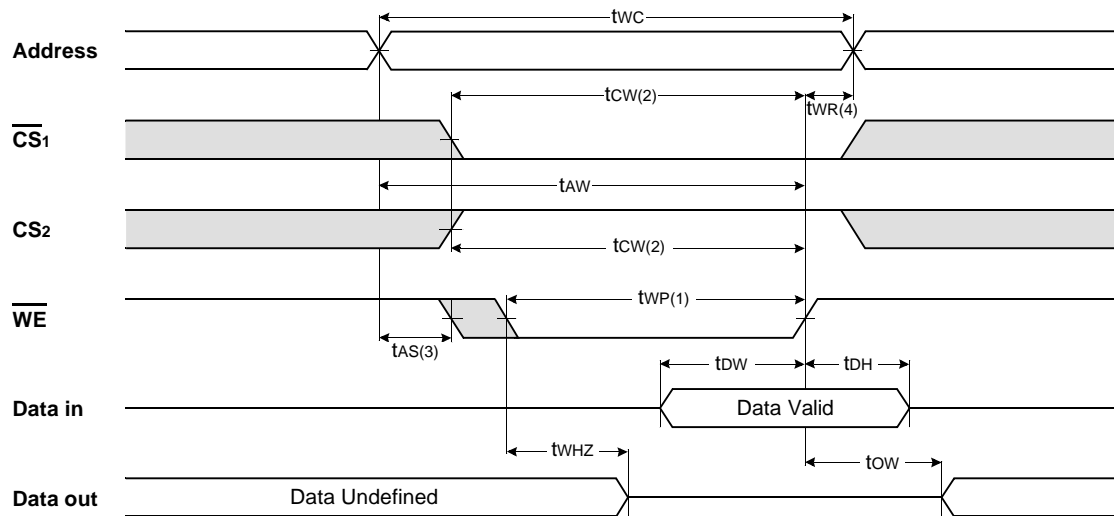 tWC
Address
tCW(2)
tWR(4)
CS1
tAW
CS2
tCW(2)
tWP(1)
WE
tAS(3)
tDW
tDH
Data in
Data Valid
tWHZ
tOW
Data out
Data Undefined